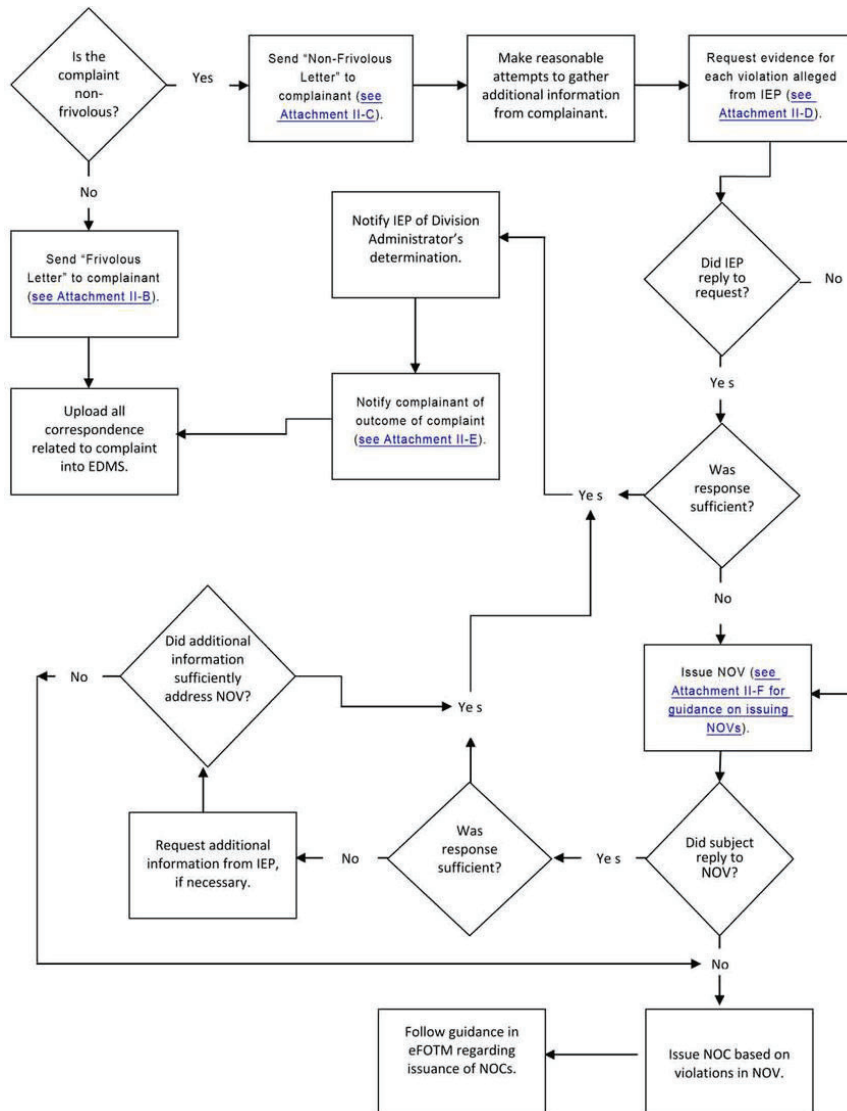 Is the
complaint
non-
frivolous?
Yes
Send “Non-Frivolous
Letter” to
complainant (see
Attachment II-C).
Make reasonable
attempts to gather
additional information
from complainant.
Request evidence for
each violation alleged
from IEP (see
Attachment II-D).
No
Send “Frivolous
Letter” to complainant
(see Attachment II-B).
Upload all
correspondence
related to complaint
into EDMS.
Notify IEP of Division
Administrator’s
determination.
Notify complainant of
outcome of complaint
(see Attachment II-E).
Did IEP
reply to
request?
No
Ye s
Was
response
sufficient?
Ye s
No
Issue NOV (see
Attachment II-F for
guidance on issuing
NOVs).
Did additional
information
sufficiently
address NOV?
No
Ye s
Request additional
information from IEP,
if necessary.
No
Was
response
sufficient?
Ye s
Did subject
reply to
NOV?
No
Follow guidance in
eFOTM regarding
issuance of NOCs.
Issue NOC based on
violations in NOV.